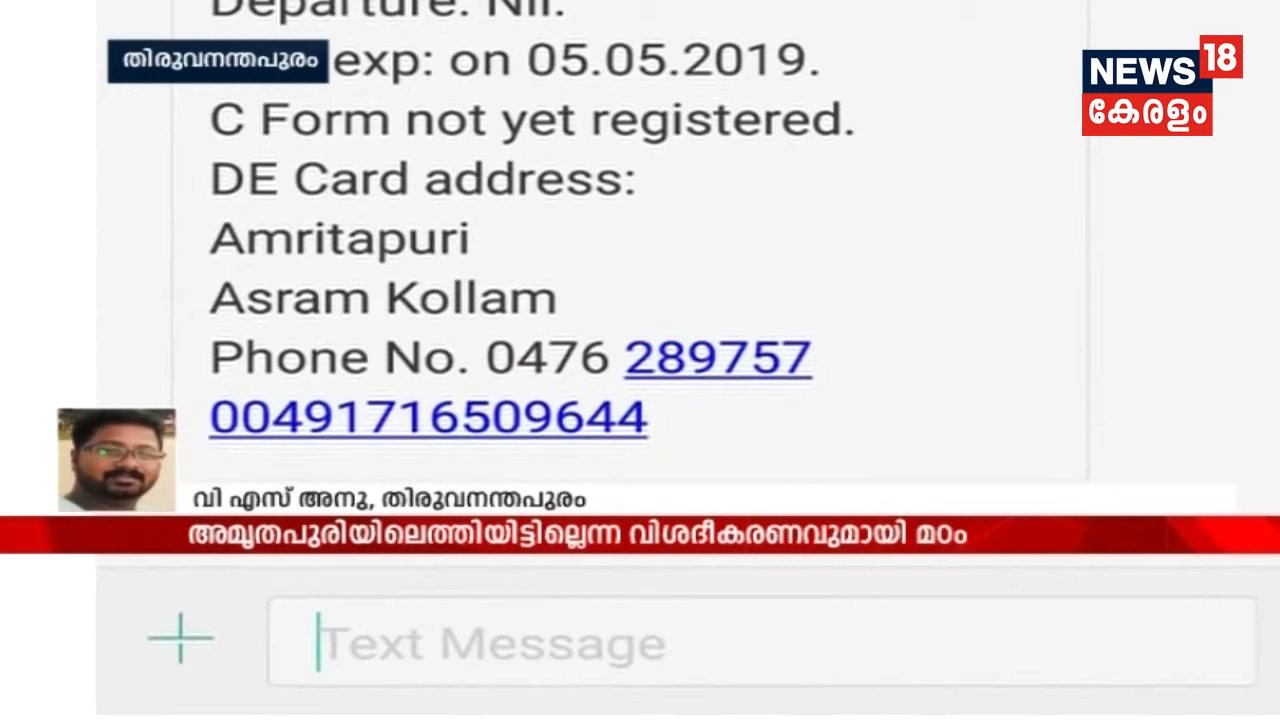 Departure: Nil.
തിരുവനന്തപുരം
exp: on 05.05.2019.
NEWS 18
കേരളം
C Form not yet registered.
DE Card address:
Amritapuri
Asram Kollam
Phone No. 0476 289757
00491716509644
വി എസ് അനു, തിരുവനന്തപുരം
അമൃതപുരിയിലെത്തിയിട്ടില്ലെന്ന വിശദീകരണവുമായി മഠം
Text Message